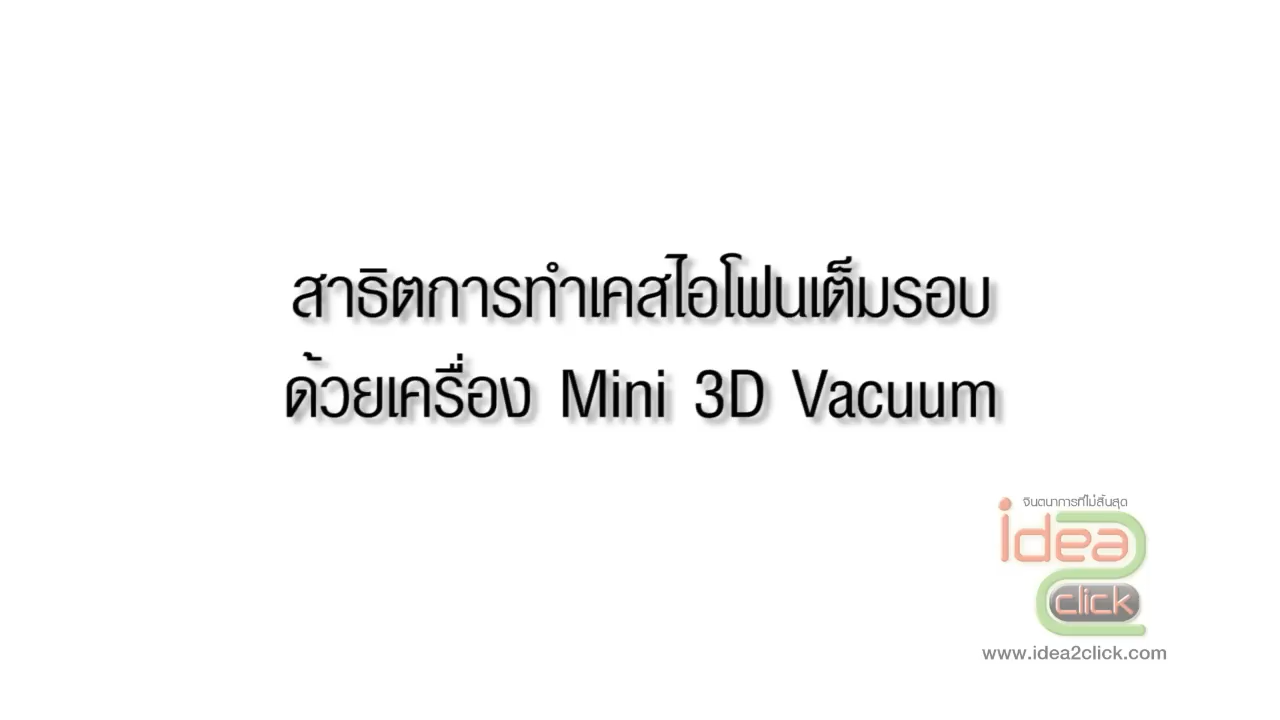 สาธิตการทำเคสไอโฟนเต็มรอบ
ด้วยเครื่อง Mini 3D Vacuum
จินตนาการที่ไม่สิ้นสุด
idea
2
click
www.idea2click.com